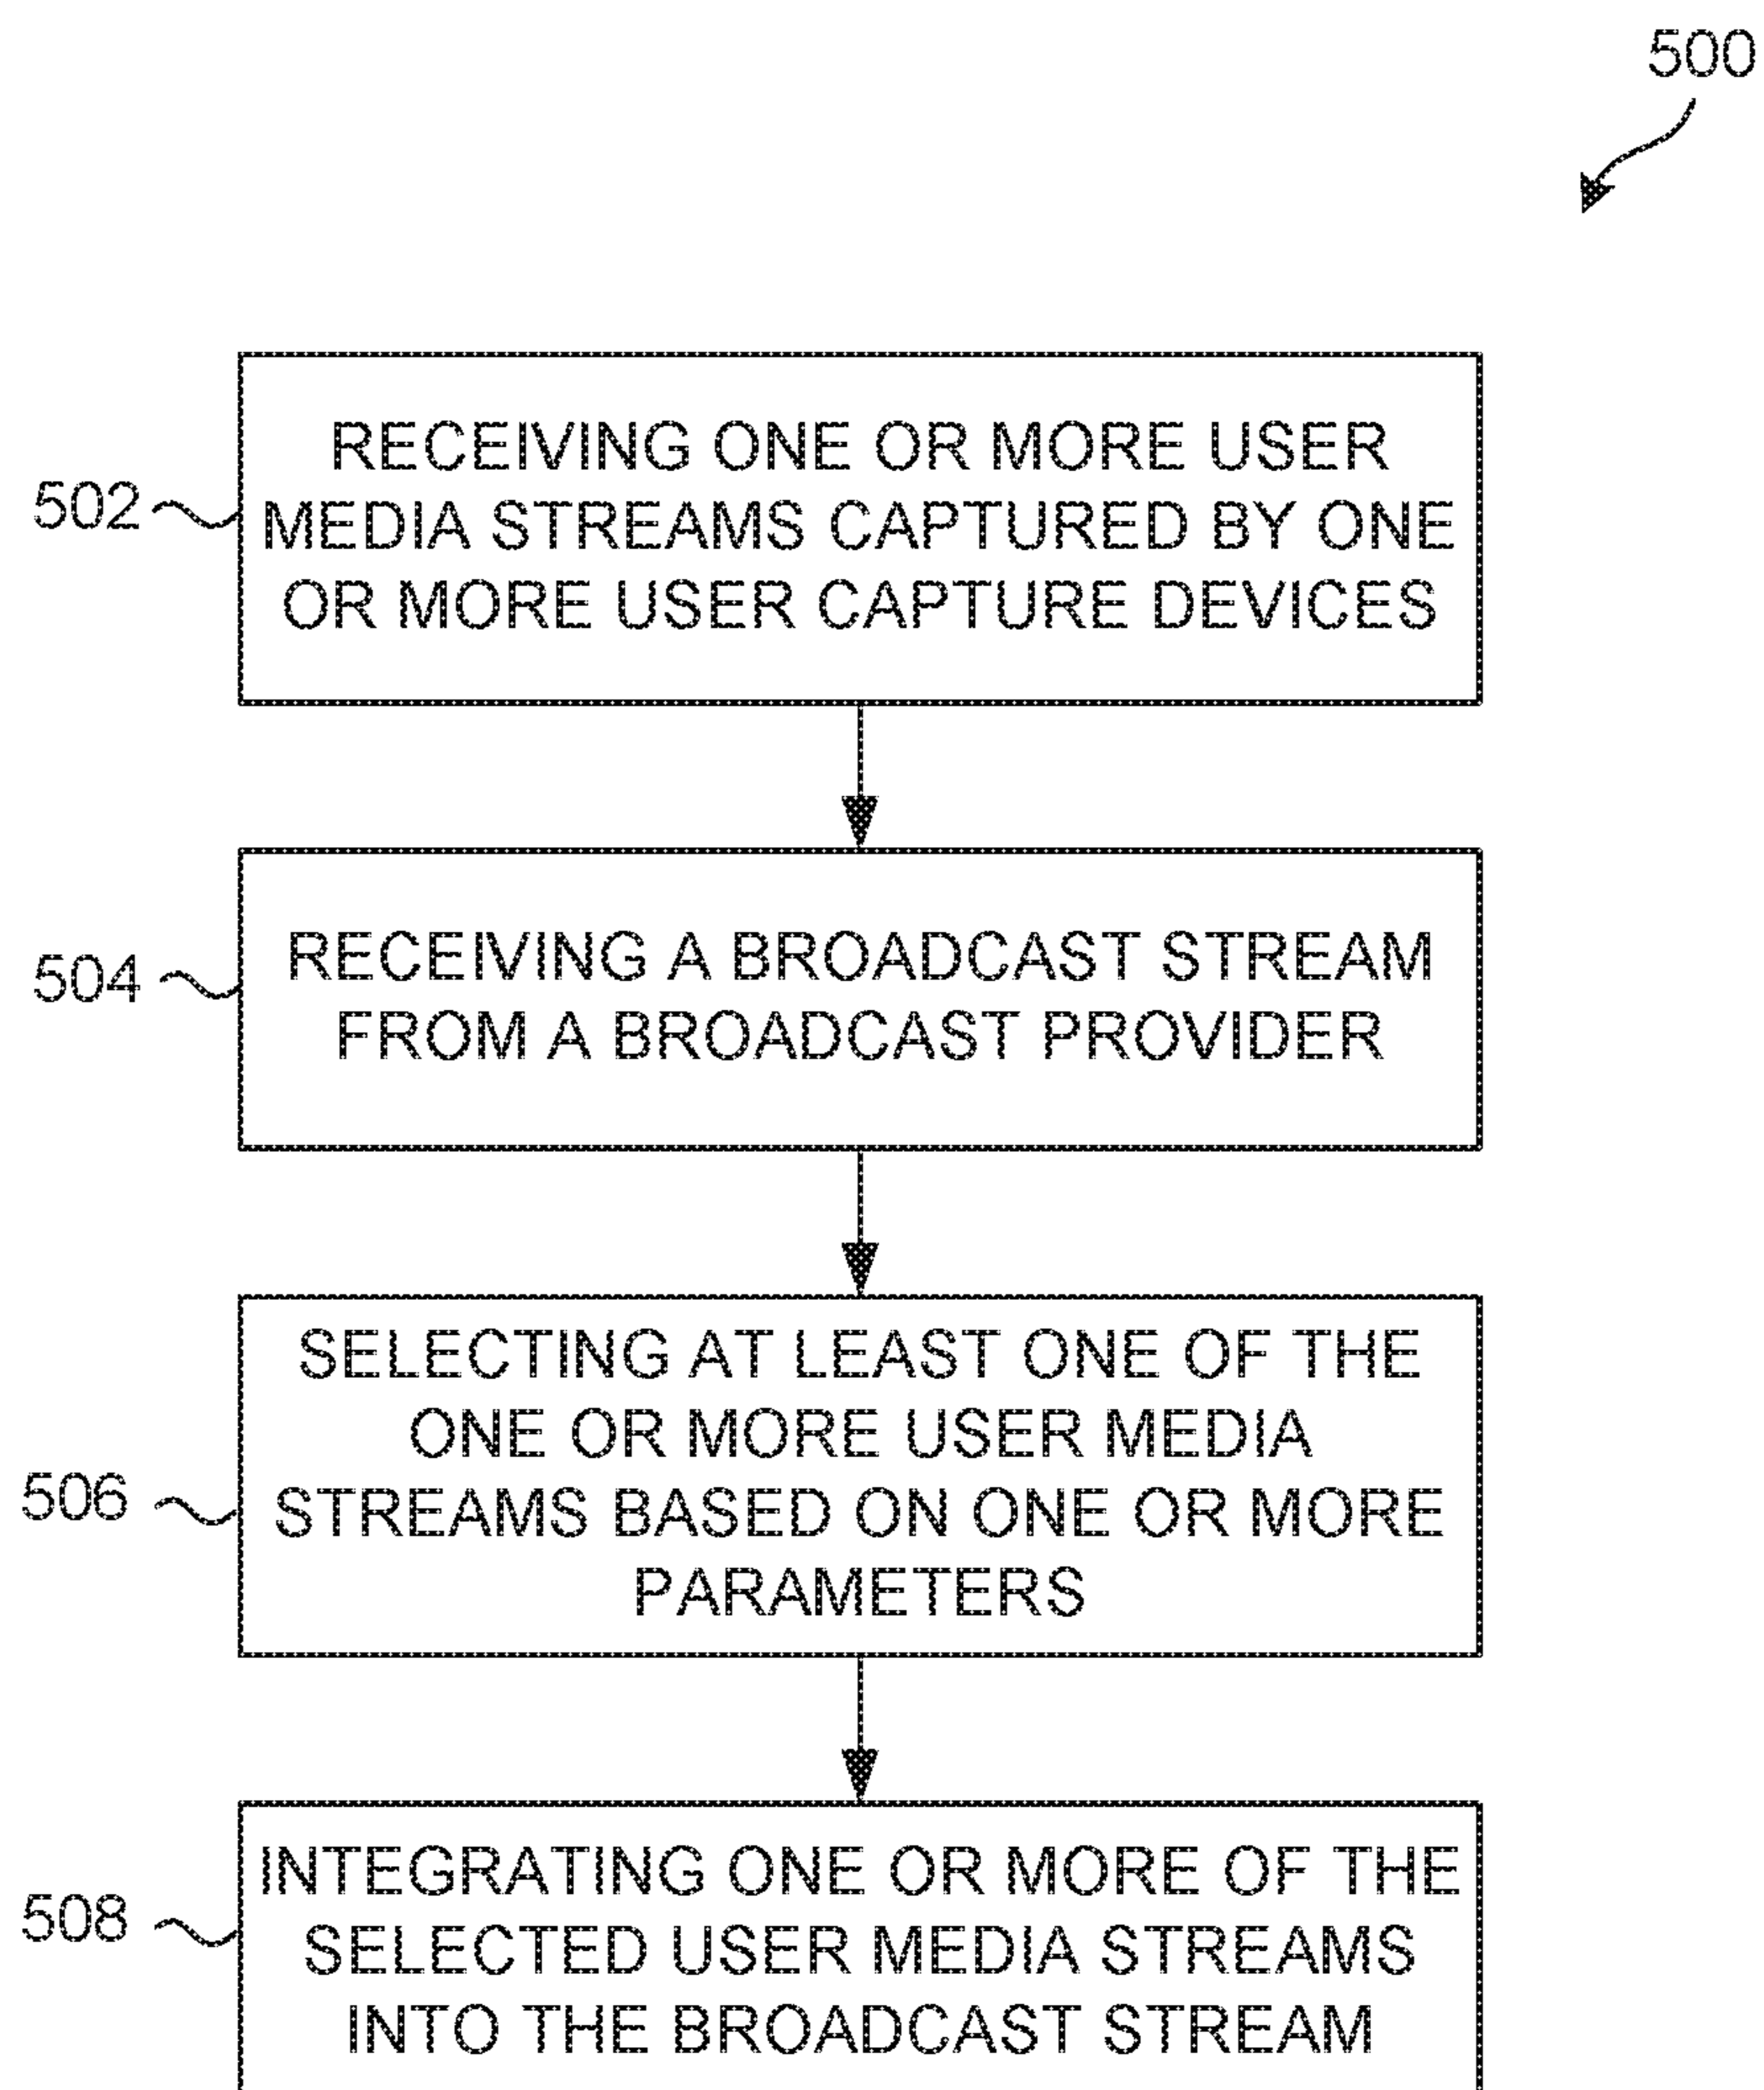 500
RECEIVING ONE OR MORE USER
502
MEDIA STREAMS CAPTURED BY ONE
OR MORE USER CAPTURE DEVICES
504
RECEIVING A BROADCAST STREAM
FROM A BROADCAST PROVIDER
SELECTING AT LEAST ONE OF THE
ONE OR MORE USER MEDIA
506
STREAMS BASED ON ONE OR MORE
PARAMETERS
INTEGRATING ONE OR MORE OF THE
508
SELECTED USER MEDIA STREAMS
INTO THE BROADCAST STREAM